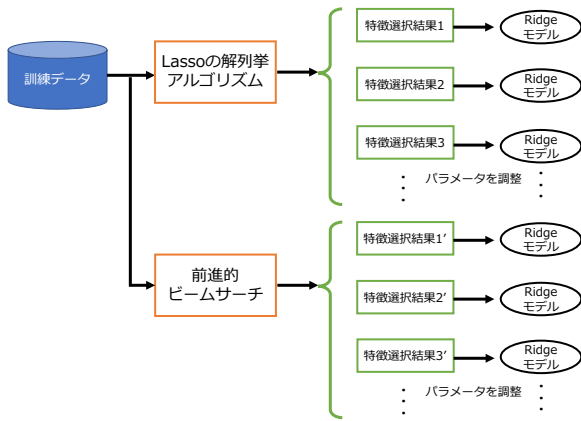 訓練データ
Lassoの解列挙
アルゴリズム
特徴選択結果1
Ridge
モデル
特徴選択結果2
Ridge
モデル
特徴選択結果3
Ridge
モデル
パラメータを調整
前進的
ビームサーチ
特徴選択結果1’
Ridge
モデル
特徴選択結果2’
Ridge
モデル
特徴選択結果3’
Ridge
モデル
パラメータを調整